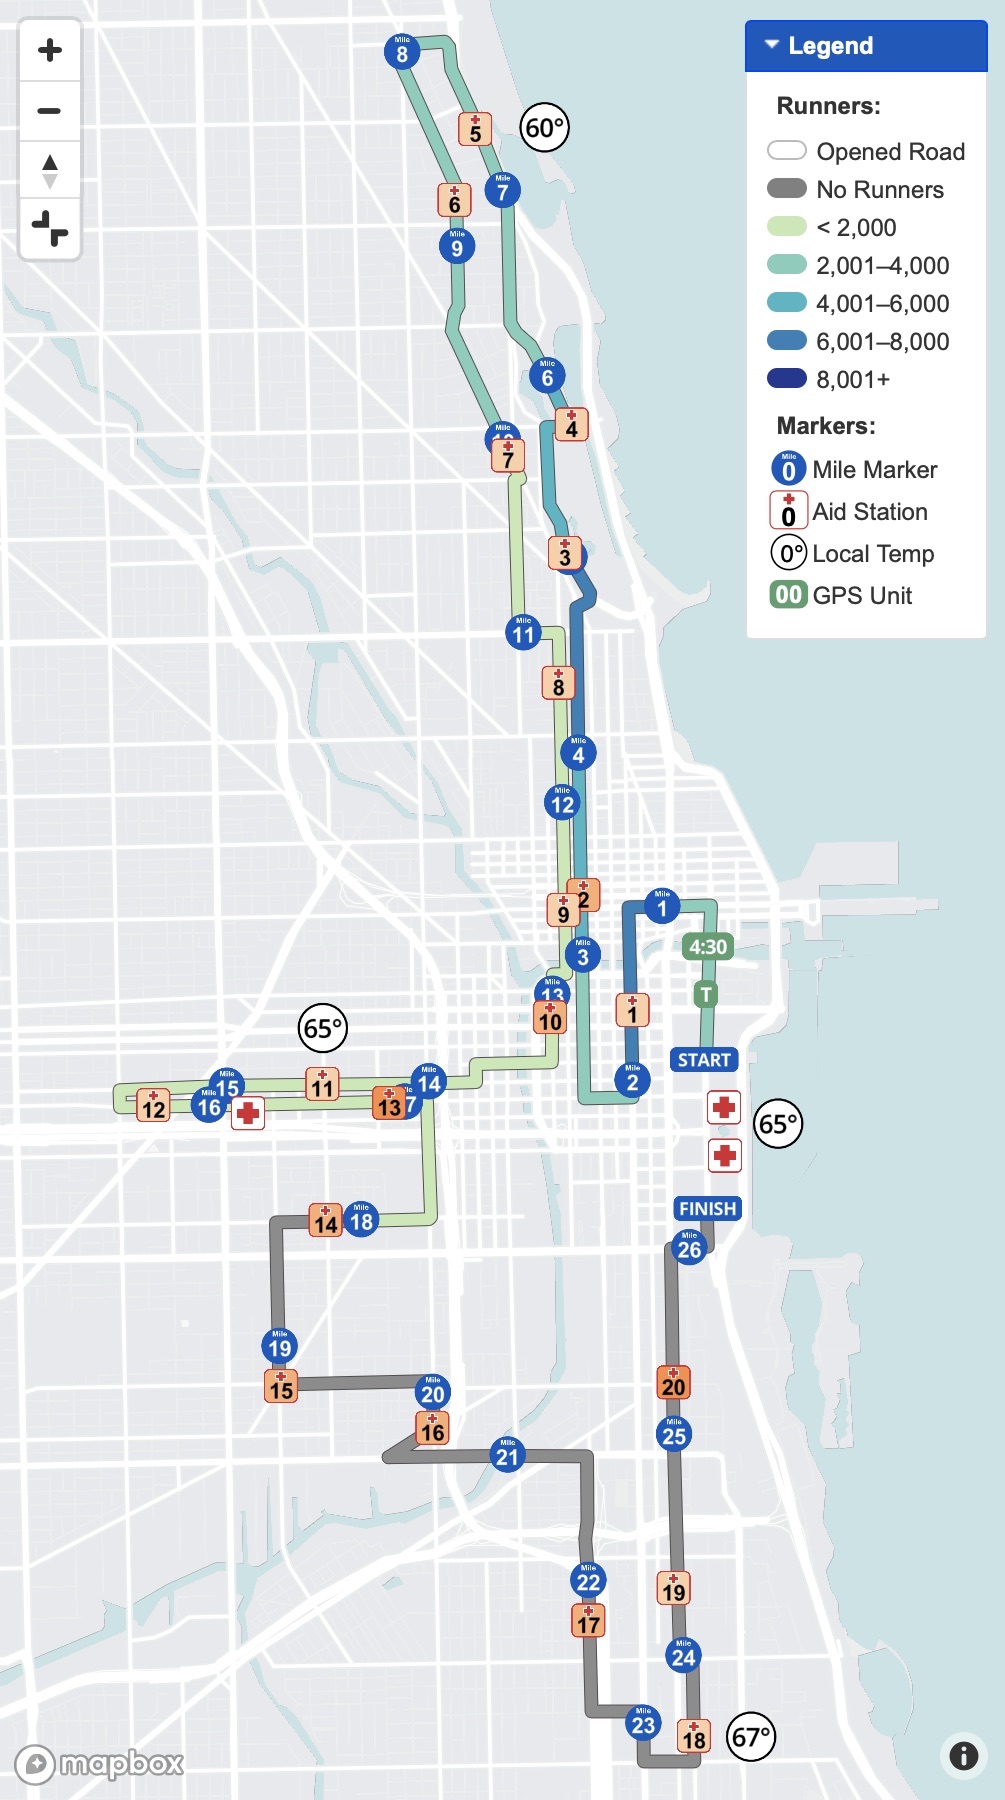 Legend
Runners:
Opened Road
No Runners
< 2,000
2,001–4,000
4,001–6,000
6,001–8,000
8,001+
Markers:
Mile
0
Mile Marker
0
Aid Station
0°
Local Temp
00
GPS Unit
Mile
8
5
60°
6
Mile
7
Mile
9
Mile
6
4
Mile
7
3
Mile
11
8
Mile
4
Mile
12
2
9
Mile
1
4:30
Mile
3
T
Mile
13
10
1
65°
START
Mile
14
Mile
15
11
Mile
2
12
Mile
16
13
7
65°
FINISH
14
Mile
18
Mile
26
Mile
19
15
Mile
20
20
16
Mile
25
Mile
21
Mile
22
19
17
Mile
24
Mile
23
18
67°
mapbox